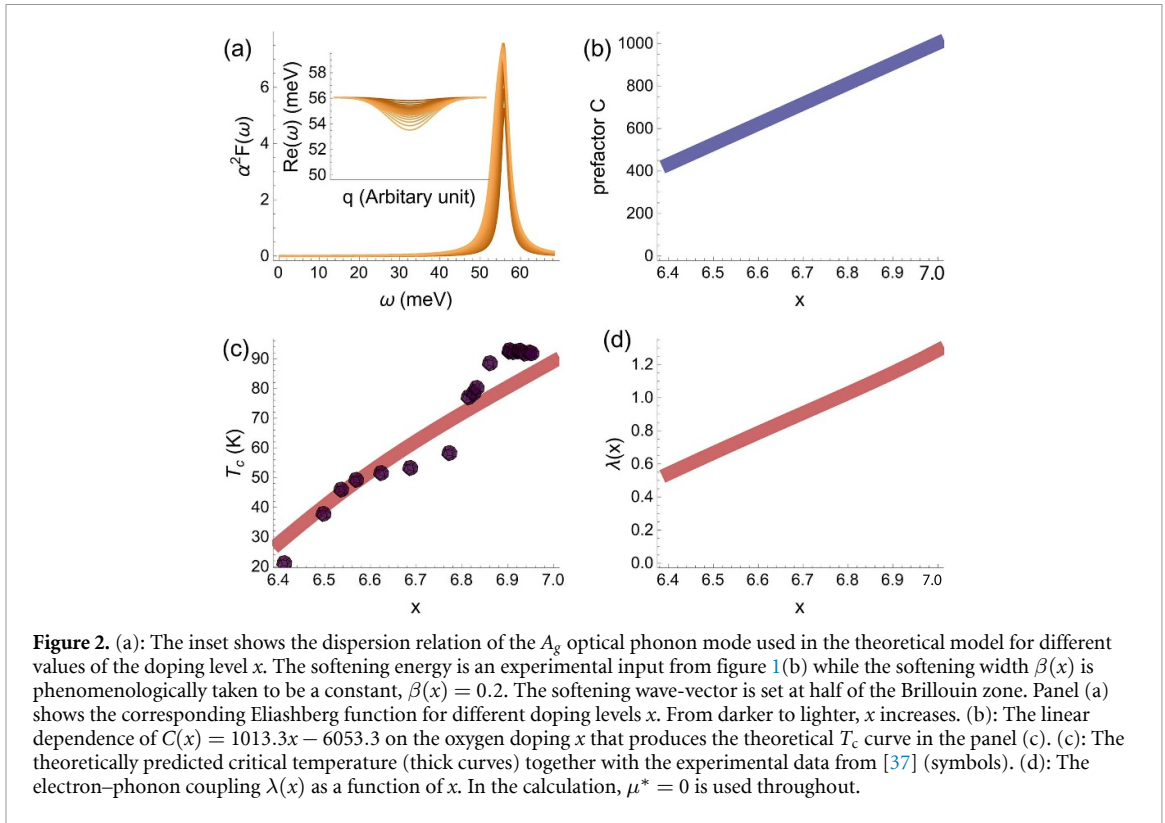 (a)
6
4
2
0
α²F(ω)
58
56
54
52
50
Re(ω) (meV)
q (Arbitary unit)
0 10 20 30 40 50 60
ω (meV)
(b)
1000
800
600
400
200
0
prefactor C
6.4 6.5 6.6 6.7 6.8 6.9 7.0
x
(c)
90
80
70
60
50
40
30
20
Tc (K)
6.4 6.5 6.6 6.7 6.8 6.9 7.0
x
(d)
1.2
1.0
0.8
0.6
0.4
0.2
0.0
λ(x)
6.4 6.5 6.6 6.7 6.8 6.9 7.0
x
Figure 2. (a): The inset shows the dispersion relation of the Ag optical phonon mode used in the theoretical model for different
values of the doping level x. The softening energy is an experimental input from figure 1(b) while the softening width β(x) is
phenomenologically taken to be a constant, β(x) = 0.2. The softening wave-vector is set at half of the Brillouin zone. Panel (a)
shows the corresponding Eliashberg function for different doping levels x. From darker to lighter, x increases. (b): The linear
dependence of C(x) = 1013.3x − 6053.3 on the oxygen doping x that produces the theoretical Tc curve in the panel (c). (c): The
theoretically predicted critical temperature (thick curves) together with the experimental data from [37] (symbols). (d): The
electron–phonon coupling λ(x) as a function of x. In the calculation, μ* = 0 is used throughout.